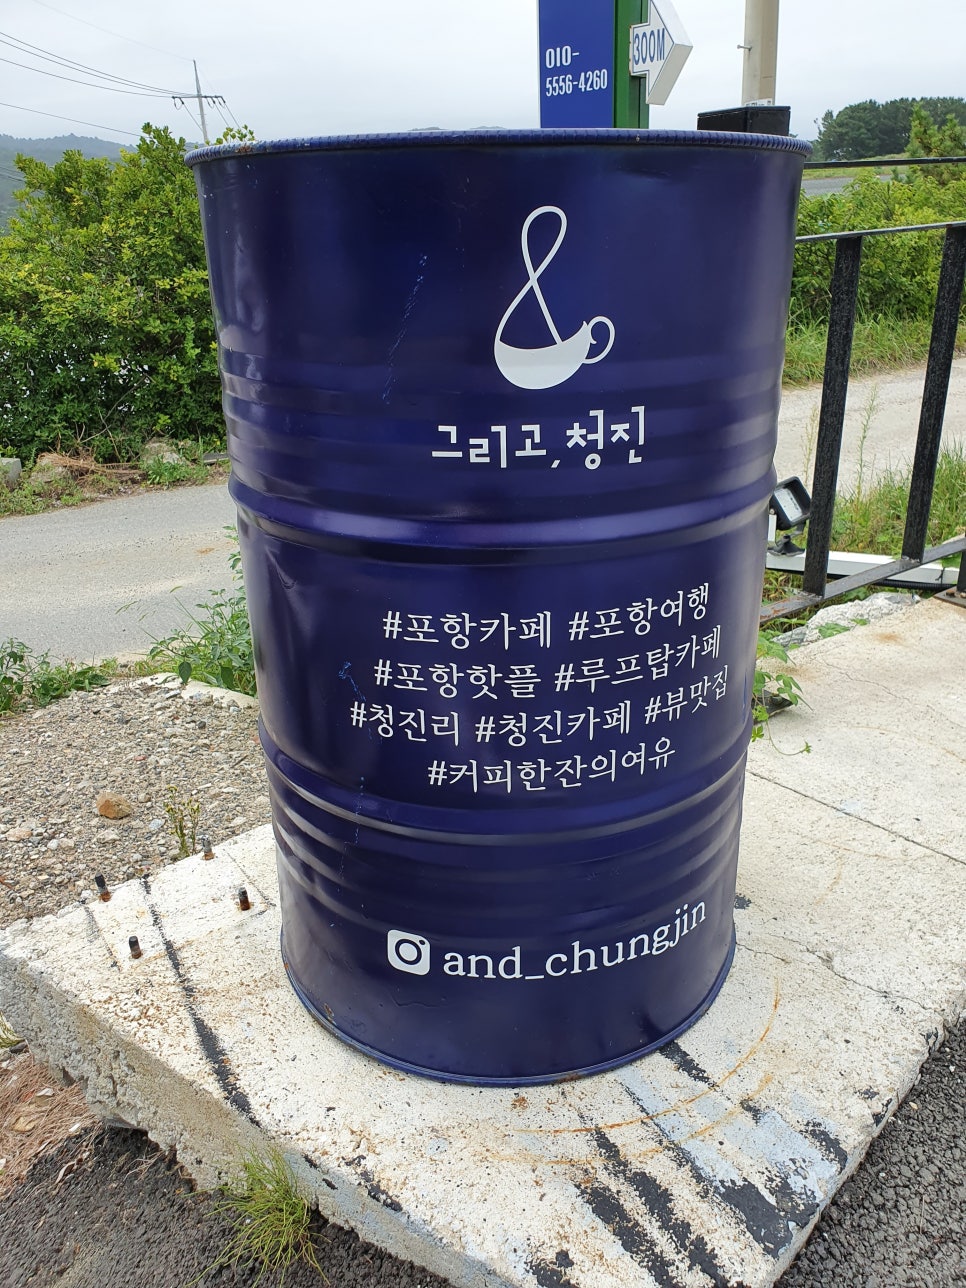 010-
5556-4260
300M
&
그리고,청진
#포항카페 #포항여행
#포항핫플 #루프탑카페
#청진리 #청진카페 #뷰맛집
#커피한잔의여유
and_chungjin